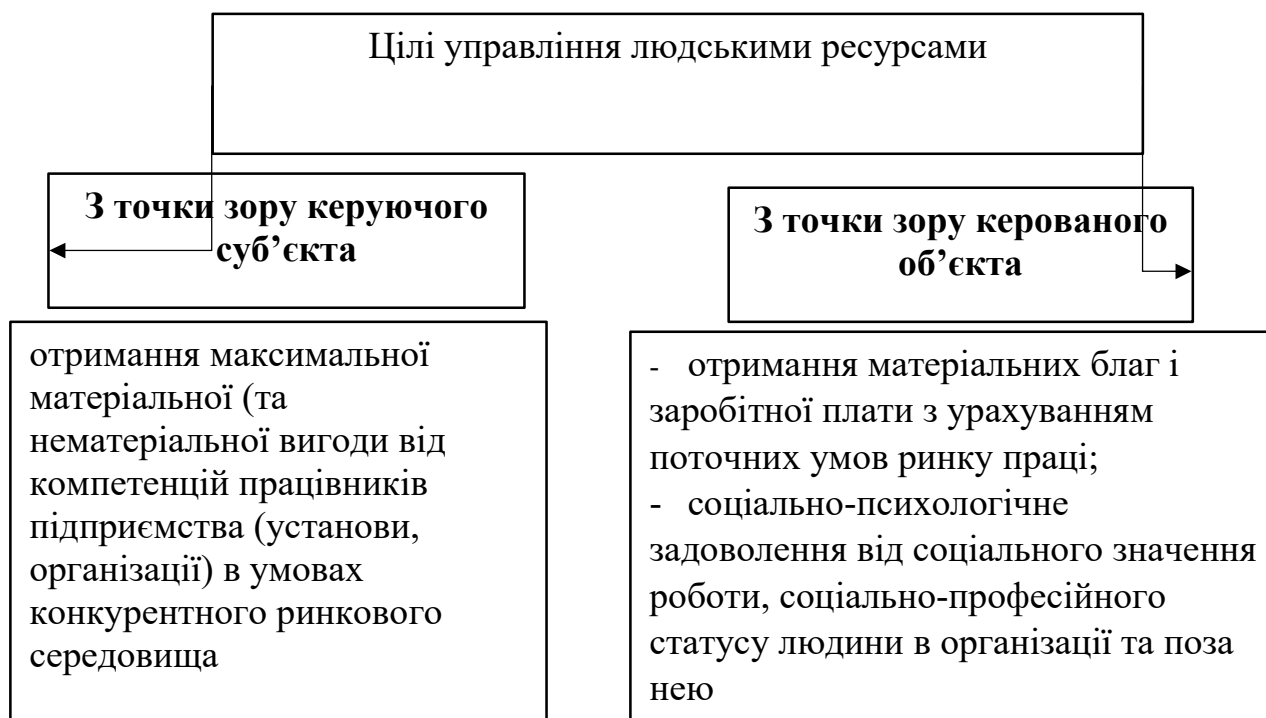 Цілі управління людськими ресурсами
З точки зору керуючого
суб’єкта
З точки зору керованого
об’єкта
отримання максимальної
матеріальної (та
нематеріальної вигоди від
компетенцій працівників
підприємства (установи,
організації) в умовах
конкурентного ринкового
середовища
- отримання матеріальних благ і
заробітної плати з урахуванням
поточних умов ринку праці;
- соціально-психологічне
задоволення від соціального значення
роботи, соціально-професійного
статусу людини в організації та поза
нею